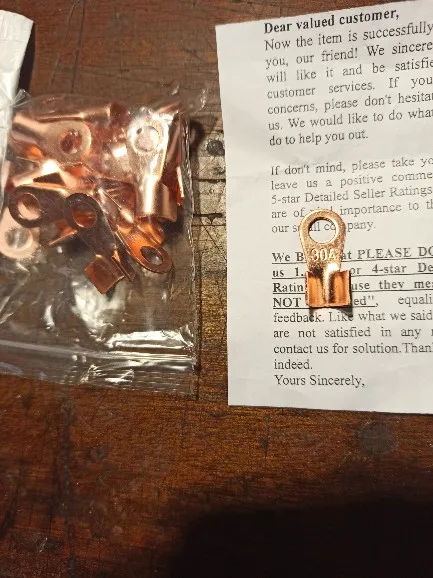 Dear valued customer,
Now the item is successfully
you, our friend! We sincere
will like it and be satisfie
customer services. If you
concerns, please don't hesitat
us. We would like to do what
do to help you out.
If don't mind, please take yo
leave us a positive comme
5-star Detailed Seller Ratings
are of importance to th
our company.
We at PLEASE DO
us 1 or 4-star De
Ratin use they me
NOT ed", equali
feedback. Like what we said
are not satisfied in any
contact us for solution.Than
indeed.
Yours Sincerely,
30A